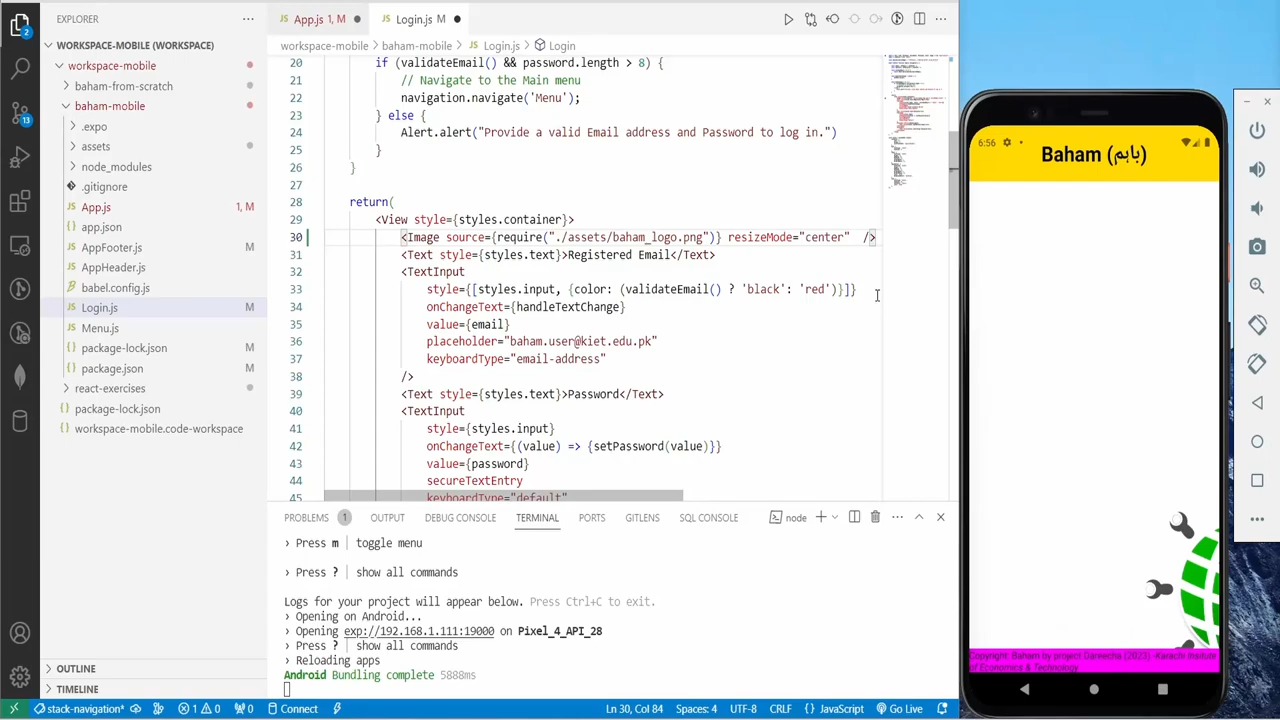 EXPLORER
WORKSPACE-MOBILE (WORKSPACE)
workspace-mobile
baham-from-scratch
baham-mobile
.expo
assets
node_modules
.gitignore
App.js 1, M
app.json
AppFooter.js
AppHeader.js
babel.config.js
Login.js M
Menu.js
package-lock.json
package.json
react-exercises
package-lock.json
workspace-mobile.code-workspace
OUTLINE
TIMELINE
2
13
App.js 1, M
Login.js M
workspace-mobile > baham-mobile > Login.js > Login
20 if (validateEmail() && password.length > 8) {
21 // Navigate to the Main menu
22 navigation.navigate('Menu');
23 else {
24 Alert.alert("Provide a valid Email address and Password to log in.")
25
26 }
27
28 return(
29 <View style={styles.container}>
30 <Image source={require("./assets/baham_logo.png")} resizeMode="center" />
31 <Text style={styles.text}>Registered Email</Text>
32 <TextInput
33 style={[styles.input, {color: (validateEmail() ? 'black': 'red')}]}
34 onChangeText={handleTextChange}
35 value={email}
36 placeholder="baham.user@kiet.edu.pk"
37 keyboardType="email-address"
38 />
39 <Text style={styles.text}>Password</Text>
40 <TextInput
41 style={styles.input}
42 onChangeText={(value) => {setPassword(value)}}
43 value={password}
44 secureTextEntry
45 keyboardType="default"
PROBLEMS 1 OUTPUT DEBUG CONSOLE TERMINAL PORTS GITLENS SQL CONSOLE node
› Press m │ toggle menu
› Press ? │ show all commands
Logs for your project will appear below. Press Ctrl+C to exit.
› Opening on Android...
› Opening exp://192.168.1.111:19000 on Pixel_4_API_28
› Press ? │ show all commands
› Reloading apps
Android Bundling complete 5888ms
stack-navigation* 1 0 0 Connect Ln 30, Col 84 Spaces: 4 UTF-8 CRLF JavaScript Go Live
6:56
Baham (باہم)
Copyright: Baham by project Dareecha (2023) -Karachi Insitute
of Economics & Technology